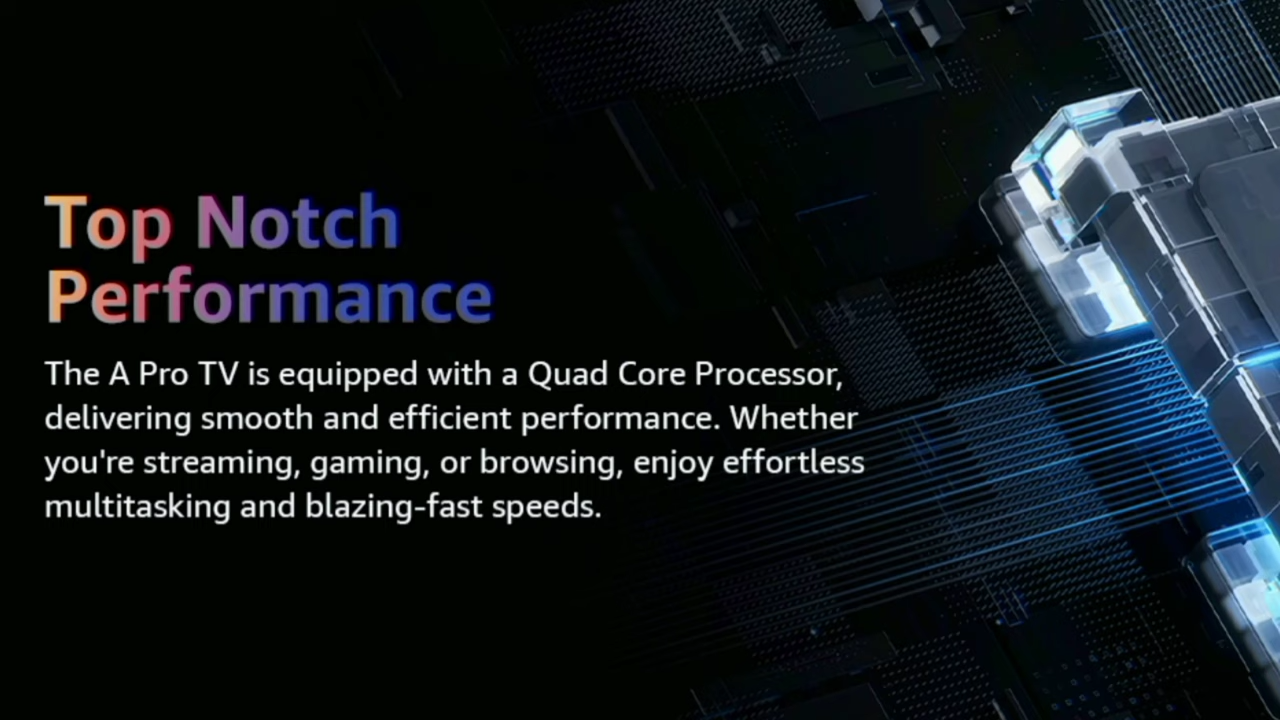 Top Notch
Performance
The A Pro TV is equipped with a Quad Core Processor,
delivering smooth and efficient performance. Whether
you're streaming, gaming, or browsing, enjoy effortless
multitasking and blazing-fast speeds.